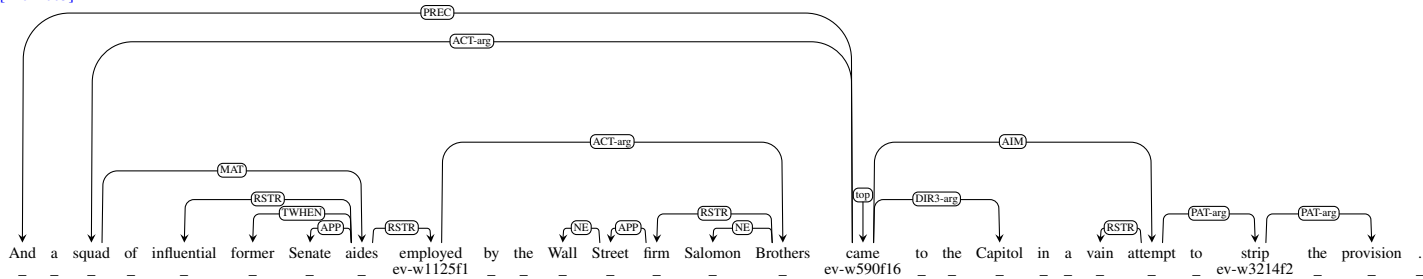 PREC
ACT-arg
ACT-arg AIM
MAT
RSTR top DIR3-arg
TWHEN RSTR PAT-arg PAT-arg
APP RSTR NE APP NE RSTR
And a squad of influential former Senate aides employed by the Wall Street firm Salomon Brothers came to the Capitol in a vain attempt to strip the provision .
_ _ _ _ _ _ _ _ ev-w1125f1 _ _ _ _ _ _ _ ev-w590f16 _ _ _ _ _ _ _ _ ev-w3214f2 _ _ _